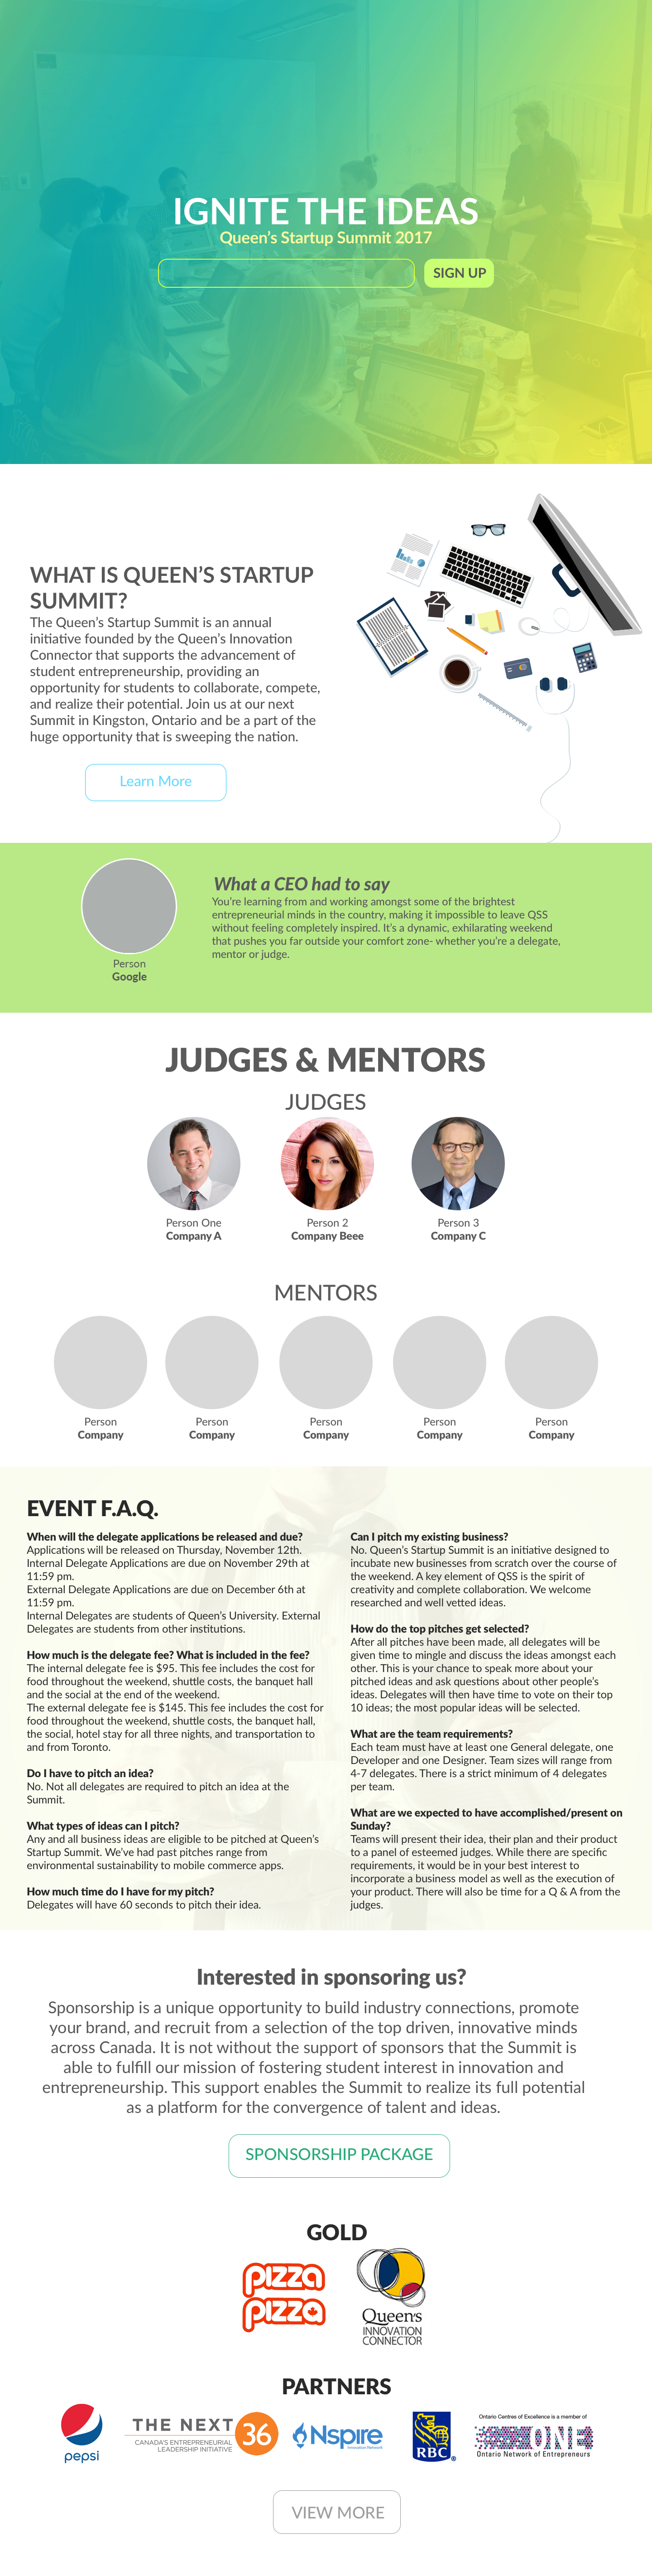 IGNITE THE IDEAS
Queen's Startup Summit 2017
SIGN UP
WHAT IS QUEEN'S STARTUP
SUMMIT?
The Queen's Startup Summit is an annual
initiative founded by the Queen's Innovation
Connector that supports the advancement of
student entrepreneurship, providing an
opportunity for students to collaborate, compete,
and realize their potential. Join us at our next
Summit in Kingston, Ontario and be a part of the
huge opportunity that is sweeping the nation.
Learn More
What a CEO had to say
You're learning from and working amongst some of the brightest
entrepreneurial minds in the country, making it impossible to leave QSS
without feeling completely inspired. It's a dynamic, exhilarating weekend
that pushes you far outside your comfort zone- whether you're a delegate,
mentor or judge.
Person
Google
JUDGES & MENTORS
JUDGES
Person One
Company A
Person 2
Company Beee
Person 3
Company C
MENTORS
Person
Company
Person
Company
Person
Company
Person
Company
Person
Company
EVENT F.A.Q.
When will the delegate applications be released and due?
Applications will be released on Thursday, November 12th.
Internal Delegate Applications are due on November 29th at
11:59 pm.
External Delegate Applications are due on December 6th at
11:59 pm.
Internal Delegates are students of Queen's University. External
Delegates are students from other institutions.
How much is the delegate fee? What is included in the fee?
The internal delegate fee is $95. This fee includes the cost for
food throughout the weekend, shuttle costs, the banquet hall
and the social at the end of the weekend.
The external delegate fee is $145. This fee includes the cost for
food throughout the weekend, shuttle costs, the banquet hall,
the social, hotel stay for all three nights, and transportation to
and from Toronto.
Do I have to pitch an idea?
No. Not all delegates are required to pitch an idea at the
Summit.
What types of ideas can I pitch?
Any and all business ideas are eligible to be pitched at Queen's
Startup Summit. We've had past pitches range from
environmental sustainability to mobile commerce apps.
How much time do I have for my pitch?
Delegates will have 60 seconds to pitch their idea.
Can I pitch my existing business?
No. Queen's Startup Summit is an initiative designed to
incubate new businesses from scratch over the course of
the weekend. A key element of QSS is the spirit of
creativity and complete collaboration. We welcome
researched and well vetted ideas.
How do the top pitches get selected?
After all pitches have been made, all delegates will be
given time to mingle and discuss the ideas amongst each
other. This is your chance to speak more about your
pitched ideas and ask questions about other people's
ideas. Delegates will then have time to vote on their top
10 ideas; the most popular ideas will be selected.
What are the team requirements?
Each team must have at least one General delegate, one
Developer and one Designer. Team sizes will range from
4-7 delegates. There is a strict minimum of 4 delegates
per team.
What are we expected to have accomplished/present on
Sunday?
Teams will present their idea, their plan and their product
to a panel of esteemed judges. While there are specific
requirements, it would be in your best interest to
incorporate a business model as well as the execution of
your product. There will also be time for a Q & A from the
judges.
Interested in sponsoring us?
Sponsorship is a unique opportunity to build industry connections, promote
your brand, and recruit from a selection of the top driven, innovative minds
across Canada. It is not without the support of sponsors that the Summit is
able to fulfill our mission of fostering student interest in innovation and
entrepreneurship. This support enables the Summit to realize its full potential
as a platform for the convergence of talent and ideas.
SPONSORSHIP PACKAGE
GOLD
pizza
pizza
Queen's
INNOVATION
CONNECTOR
PARTNERS
pepsi
THE NEXT 36
CANADA'S ENTREPRENEURIAL
LEADERSHIP INITIATIVE
Nspire
Innovation Network
RBC
Ontario Centres of Excellence is a member of
ONE
Ontario Network of Entrepreneurs
VIEW MORE